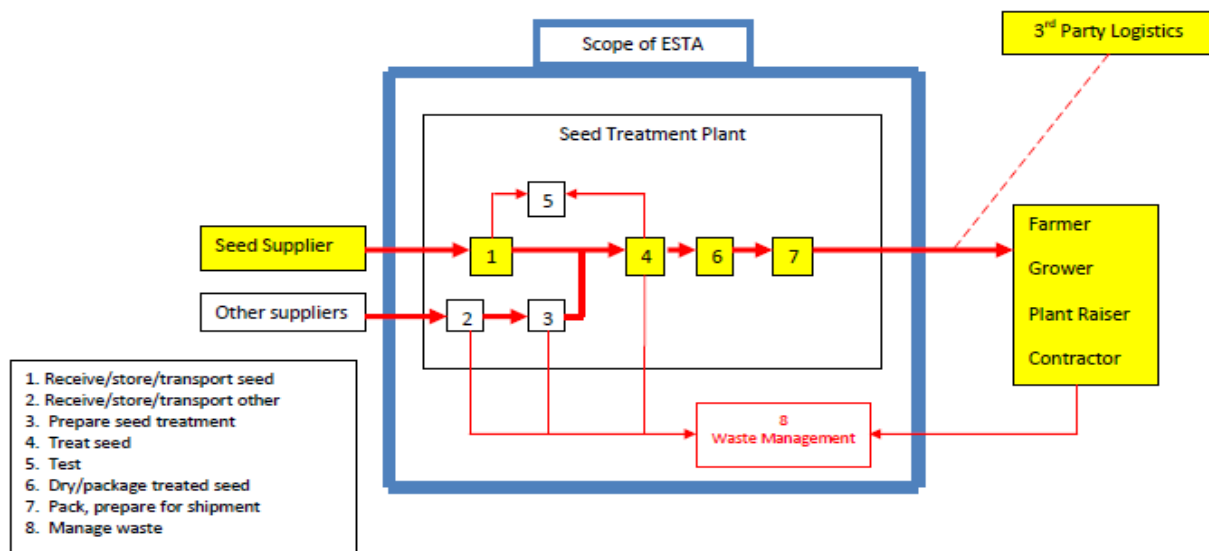 Scope of ESTA
3rd Party Logistics
Seed Treatment Plant
5
Seed Supplier
1
4
6
7
Farmer
Grower
Plant Raiser
Contractor
Other suppliers
2
3
8
Waste Management
1. Receive/store/transport seed
2. Receive/store/transport other
3. Prepare seed treatment
4. Treat seed
5. Test
6. Dry/package treated seed
7. Pack, prepare for shipment
8. Manage waste